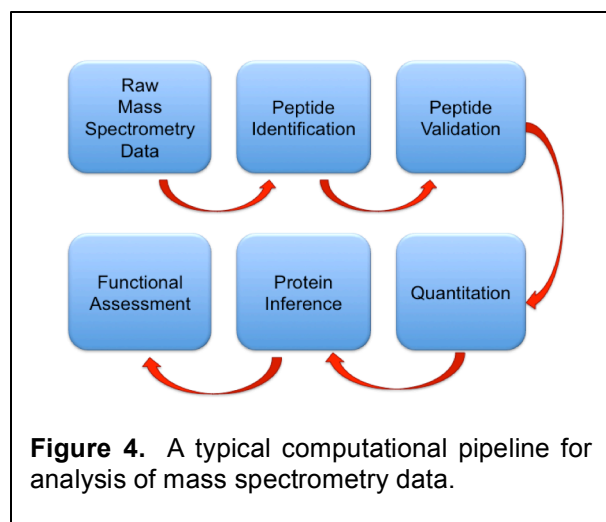 Raw
Mass
Spectrometry
Data
Peptide
Identification
Peptide
Validation
Functional
Assessment
Protein
Inference
Quantitation
Figure 4. A typical computational pipeline for
analysis of mass spectrometry data.